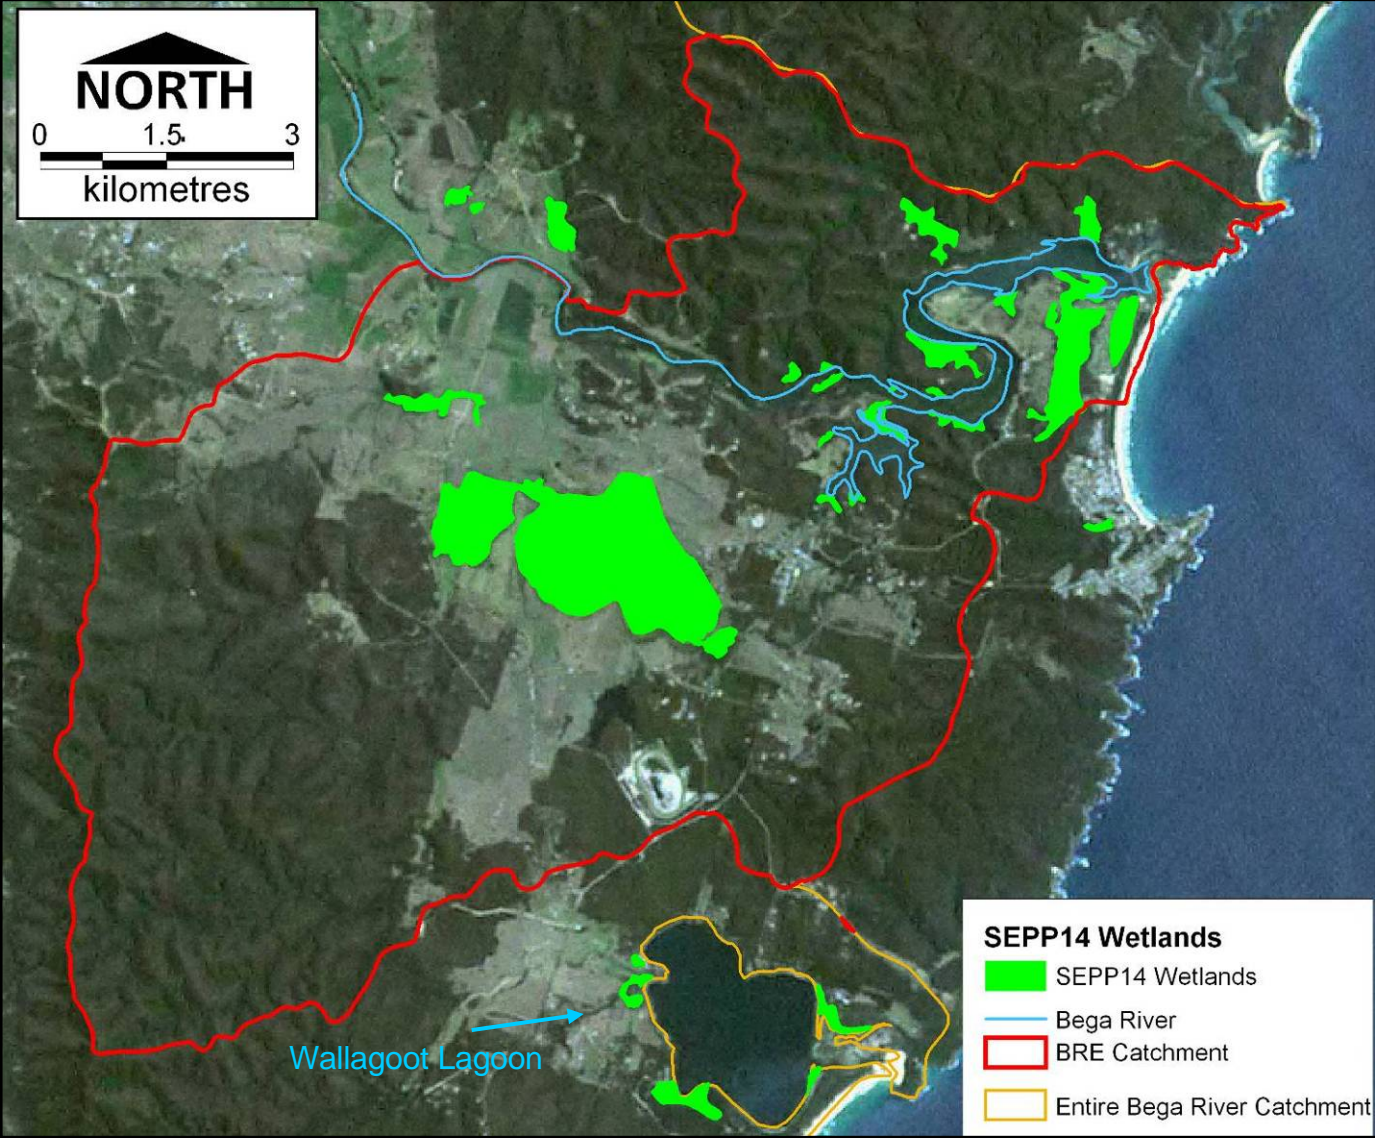 NORTH
0 1.5 3
kilometres
Wallagoot Lagoon
SEPP14 Wetlands
SEPP14 Wetlands
Bega River
BRE Catchment
Entire Bega River Catchment